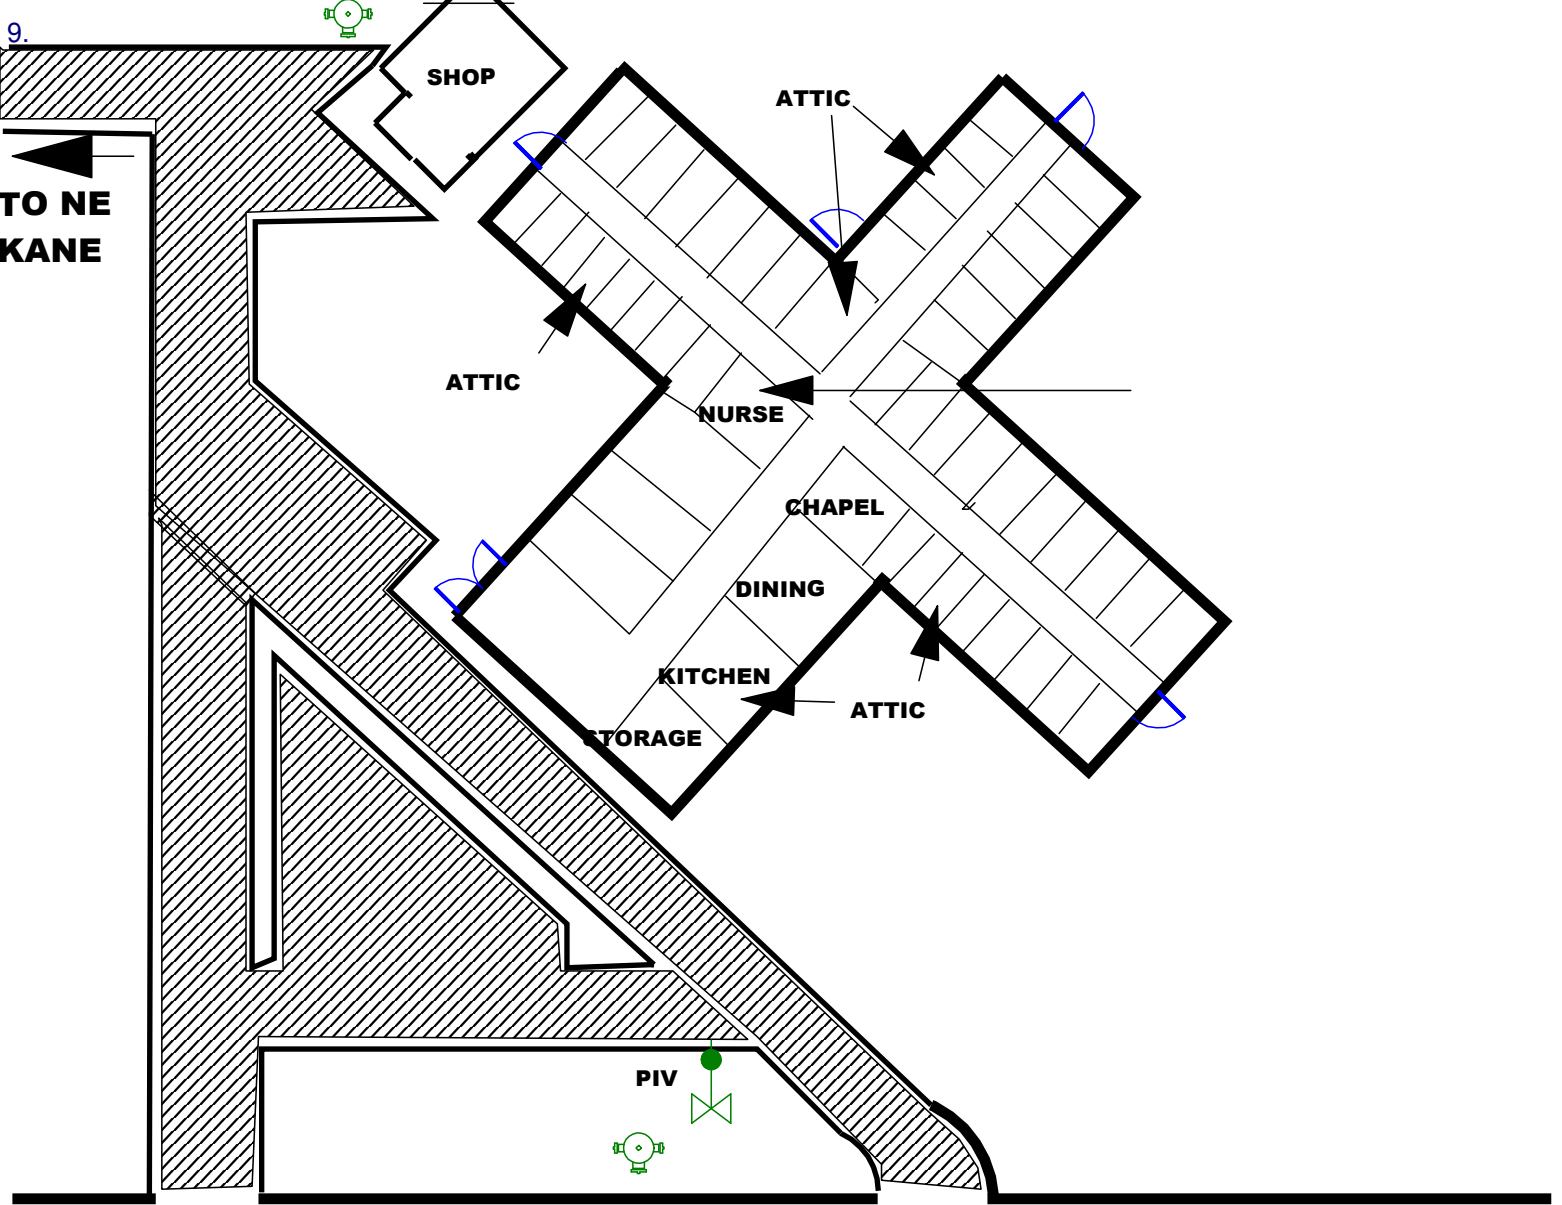 9.
SHOP
ATTIC
TO NE
KANE
ATTIC
NURSE
CHAPEL
DINING
KITCHEN
ATTIC
STORAGE
PIV